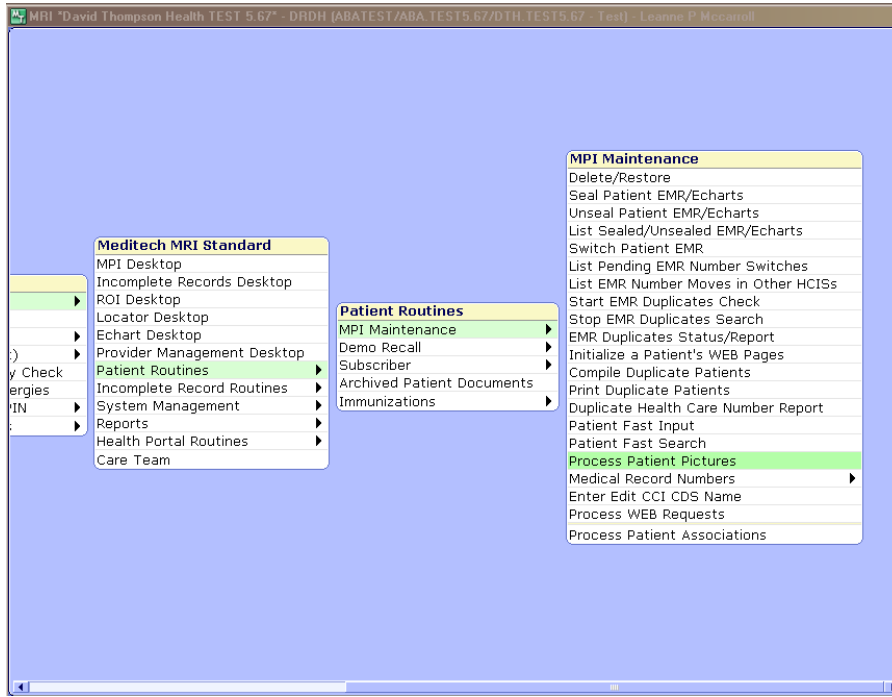 MRI "David Thompson Health TEST 5.67" - DRDH (ABATEST/ABA.TEST5.67/DTH.TEST5.67 - Test) - Leanne P Mccarroll
:)
y Check
ergies
PIN
Meditech MRI Standard
MPI Desktop
Incomplete Records Desktop
ROI Desktop
Locator Desktop
Echart Desktop
Provider Management Desktop
Patient Routines
Incomplete Record Routines
System Management
Reports
Health Portal Routines
Care Team
Patient Routines
MPI Maintenance
Demo Recall
Subscriber
Archived Patient Documents
Immunizations
MPI Maintenance
Delete/Restore
Seal Patient EMR/Echarts
Unseal Patient EMR/Echarts
List Sealed/Unsealed EMR/Echarts
Switch Patient EMR
List Pending EMR Number Switches
List EMR Number Moves in Other HCISs
Start EMR Duplicates Check
Stop EMR Duplicates Search
EMR Duplicates Status/Report
Initialize a Patient's WEB Pages
Compile Duplicate Patients
Print Duplicate Patients
Duplicate Health Care Number Report
Patient Fast Input
Patient Fast Search
Process Patient Pictures
Medical Record Numbers
Enter Edit CCI CDS Name
Process WEB Requests
Process Patient Associations